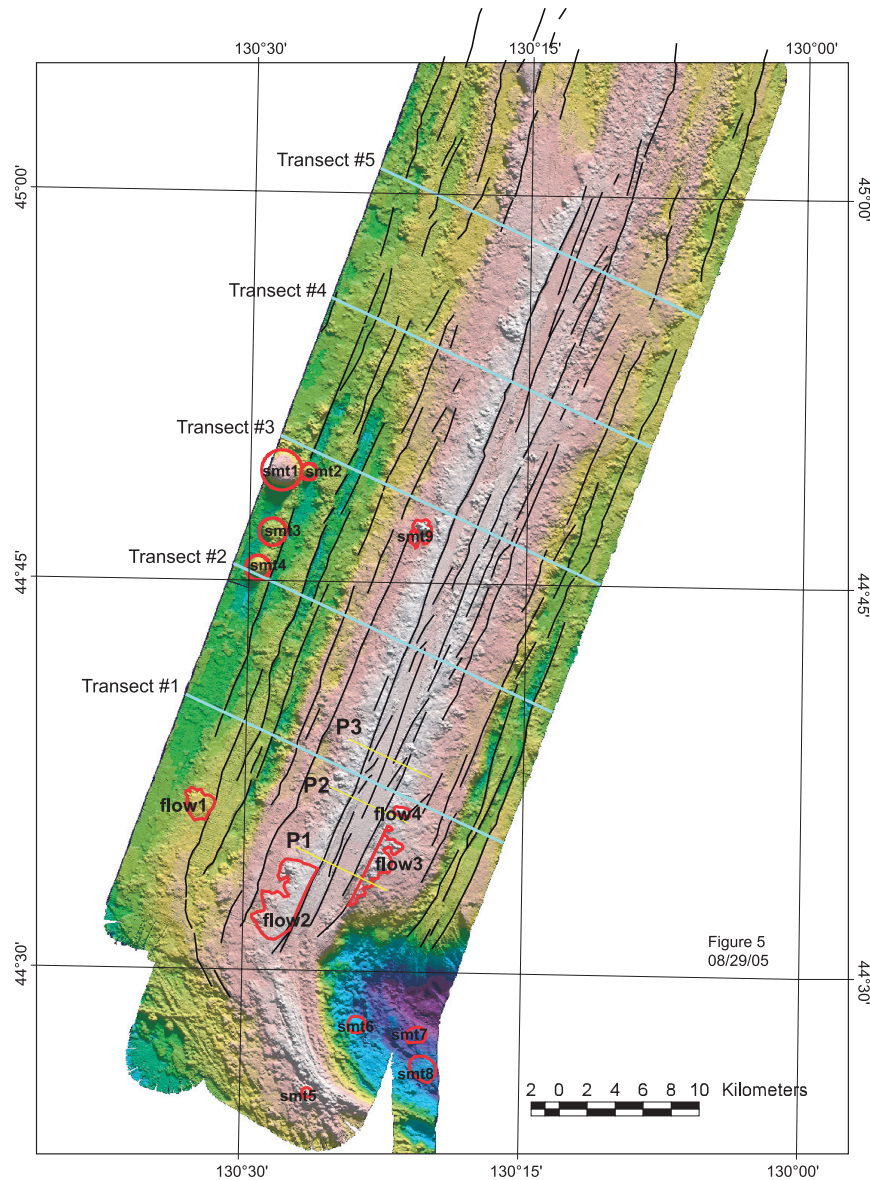 130°30' 130°15' 130°00'
Transect #5
45°00' 45°00'
Transect #4
Transect #3
smt1 smt2
smt3
smt9
Transect #2
smt4
44°45' 44°45'
Transect #1
P3
P2
flow1
flow4
P1
flow3
flow2
Figure 5
08/29/05
44°30' 44°30'
smt6
smt7
smt8
smt5
2 0 2 4 6 8 10 Kilometers
130°30' 130°15' 130°00'